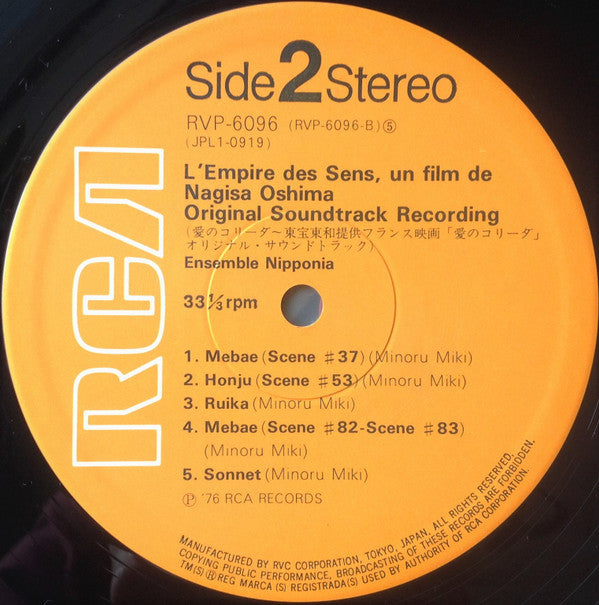 RCA
Side 2 Stereo
RVP-6096 (RVP-6096-B) ⑤
(JPL1-0919)
L'Empire des Sens, un film de
Nagisa Oshima
Original Soundtrack Recording
(愛のコリーダ〜東宝東和提供フランス映画「愛のコリーダ」
オリジナル・サウンドトラック)
Ensemble Nipponia
33⅓ rpm
1. Mebae (Scene #37) (Minoru Miki)
2. Honju (Scene #53) (Minoru Miki)
3. Ruika (Minoru Miki)
4. Mebae (Scene #82-Scene #83)
(Minoru Miki)
5. Sonnet (Minoru Miki)
Ⓟ '76 RCA RECORDS
MANUFACTURED BY RVC CORPORATION, TOKYO, JAPAN, ALL RIGHTS RESERVED,
COPYING PUBLIC PERFORMANCE, BROADCASTING OF THESE RECORDS ARE FORBIDDEN.
TM(S) ® REG MARCA (S) REGISTRADA(S) USED BY AUTHORITY OF RCA CORPORATION.